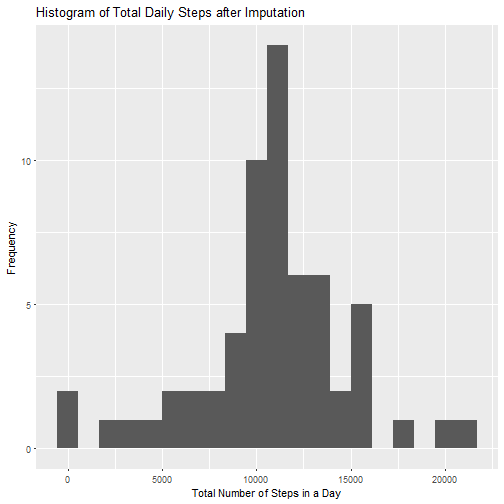 Histogram of Total Daily Steps after Imputation
Frequency
10
5
0
0 5000 10000 15000 20000
Total Number of Steps in a Day